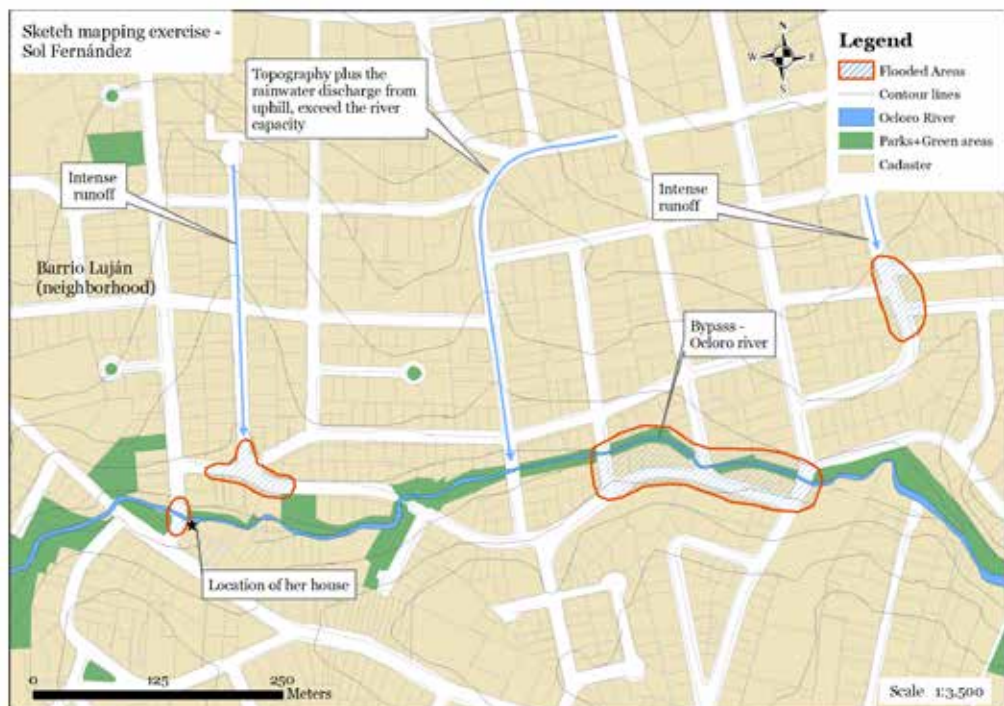 Sketch mapping exercise -
Sol Fernández
Topography plus the
rainwater discharge from
uphill, exceed the river
capacity
N
W
E
S
Legend
Flooded Areas
Contour lines
Ocloro River
Parks+Green areas
Cadaster
Intense
runoff
Intense
runoff
Barrio Luján
(neighborhood)
Bypass -
Ocloro river
Location of her house
0
125
250
Meters
Scale 1:3,500